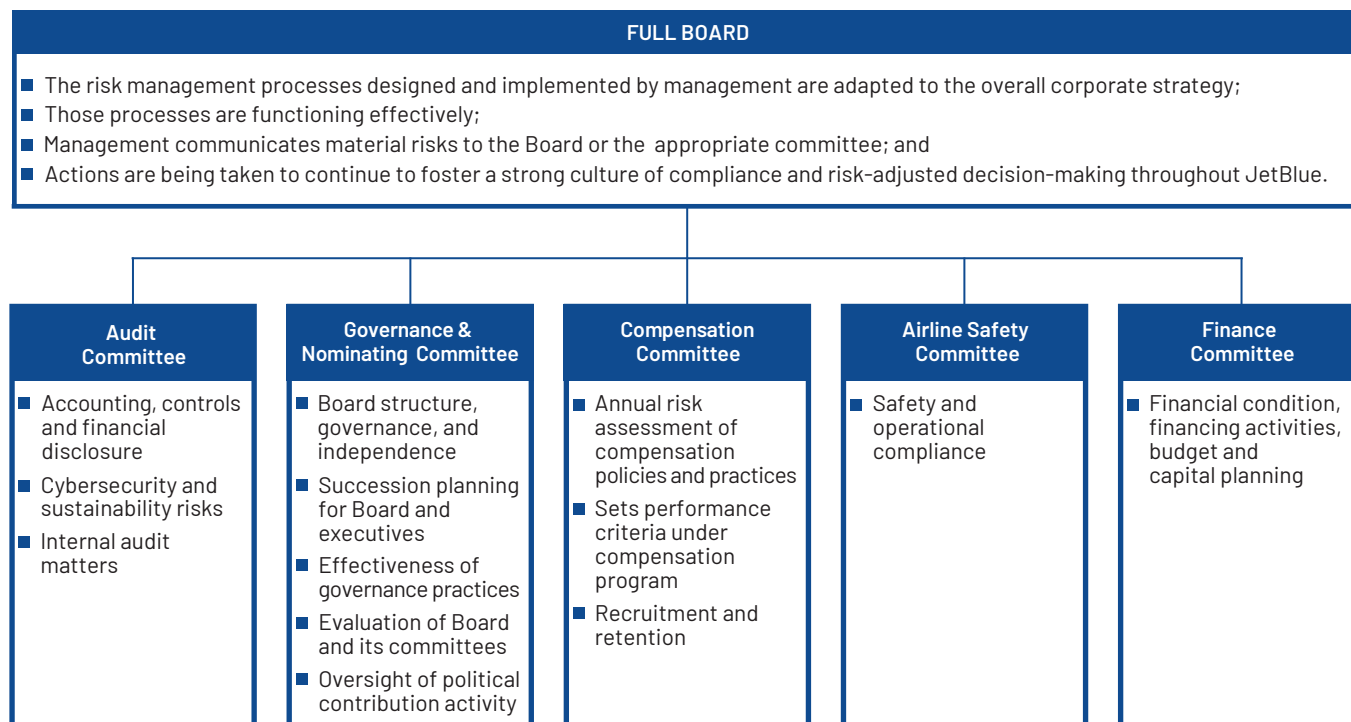 FULL BOARD
■ The risk management processes designed and implemented by management are adapted to the overall corporate strategy;
■ Those processes are functioning effectively;
■ Management communicates material risks to the Board or the appropriate committee; and
■ Actions are being taken to continue to foster a strong culture of compliance and risk-adjusted decision-making throughout JetBlue.
Audit
Committee
■ Accounting, controls
and financial
disclosure
■ Cybersecurity and
sustainability risks
■ Internal audit
matters
Governance &
Nominating Committee
■ Board structure,
governance, and
independence
■ Succession planning
for Board and
executives
■ Effectiveness of
governance practices
■ Evaluation of Board
and its committees
■ Oversight of political
contribution activity
Compensation
Committee
■ Annual risk
assessment of
compensation
policies and practices
■ Sets performance
criteria under
compensation
program
■ Recruitment and
retention
Airline Safety
Committee
■ Safety and
operational
compliance
Finance
Committee
■ Financial condition,
financing activities,
budget and
capital planning